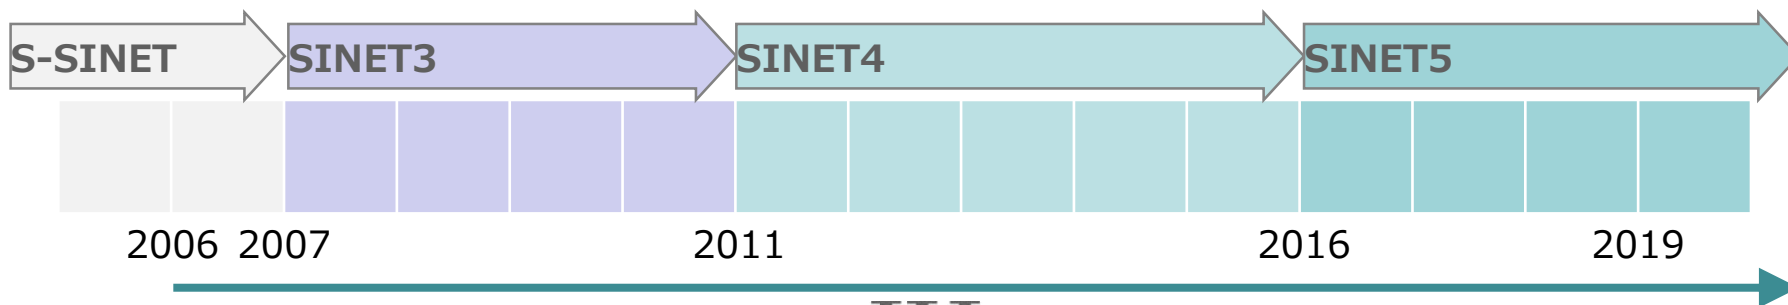 S-SINET SINET3 SINET4 SINET5
2006 2007 2011 2016 2019